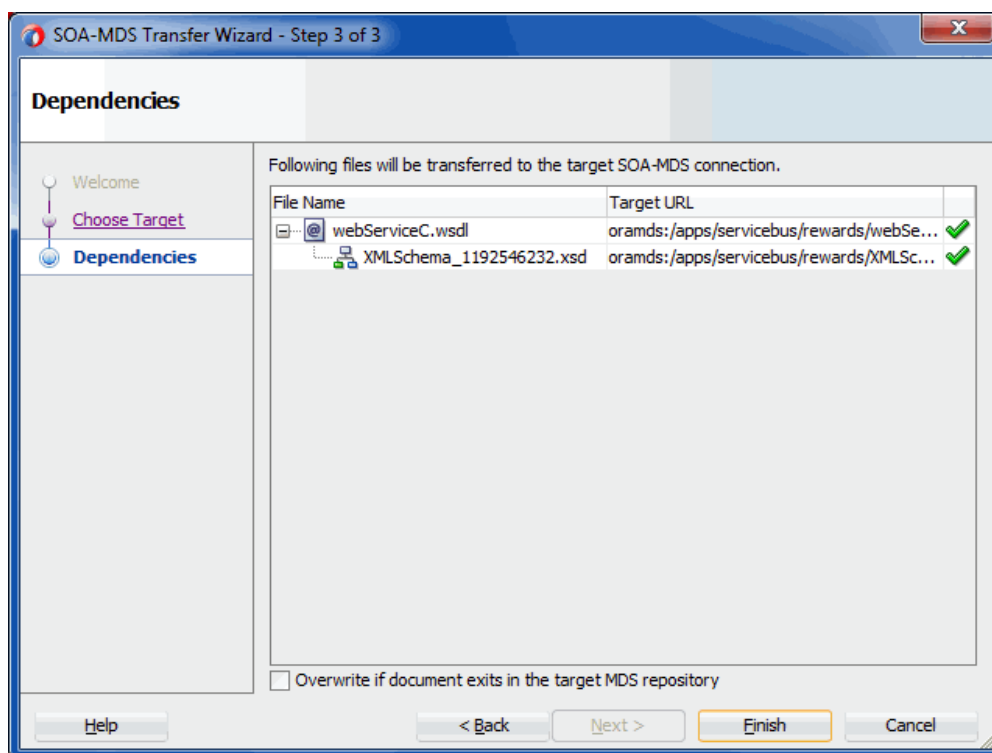 SOA-MDS Transfer Wizard - Step 3 of 3
x
Dependencies
Welcome
Choose Target
Dependencies
Following files will be transferred to the target SOA-MDS connection.
File Name Target URL
webServiceC.wsdl oramds:/apps/servicebus/rewards/webSe...
XMLSchema_1192546232.xsd oramds:/apps/servicebus/rewards/XMLSc...
Overwrite if document exits in the target MDS repository
Help < Back Next > Finish Cancel